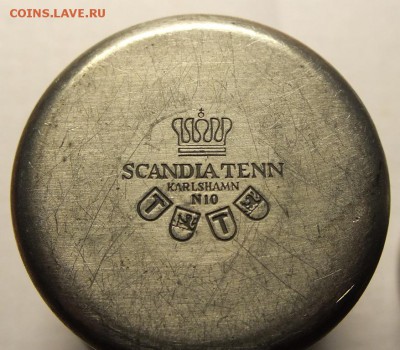 COINS.LAVE.RU
SCANDIA TENN
KARLSHAMN
N10
T
T